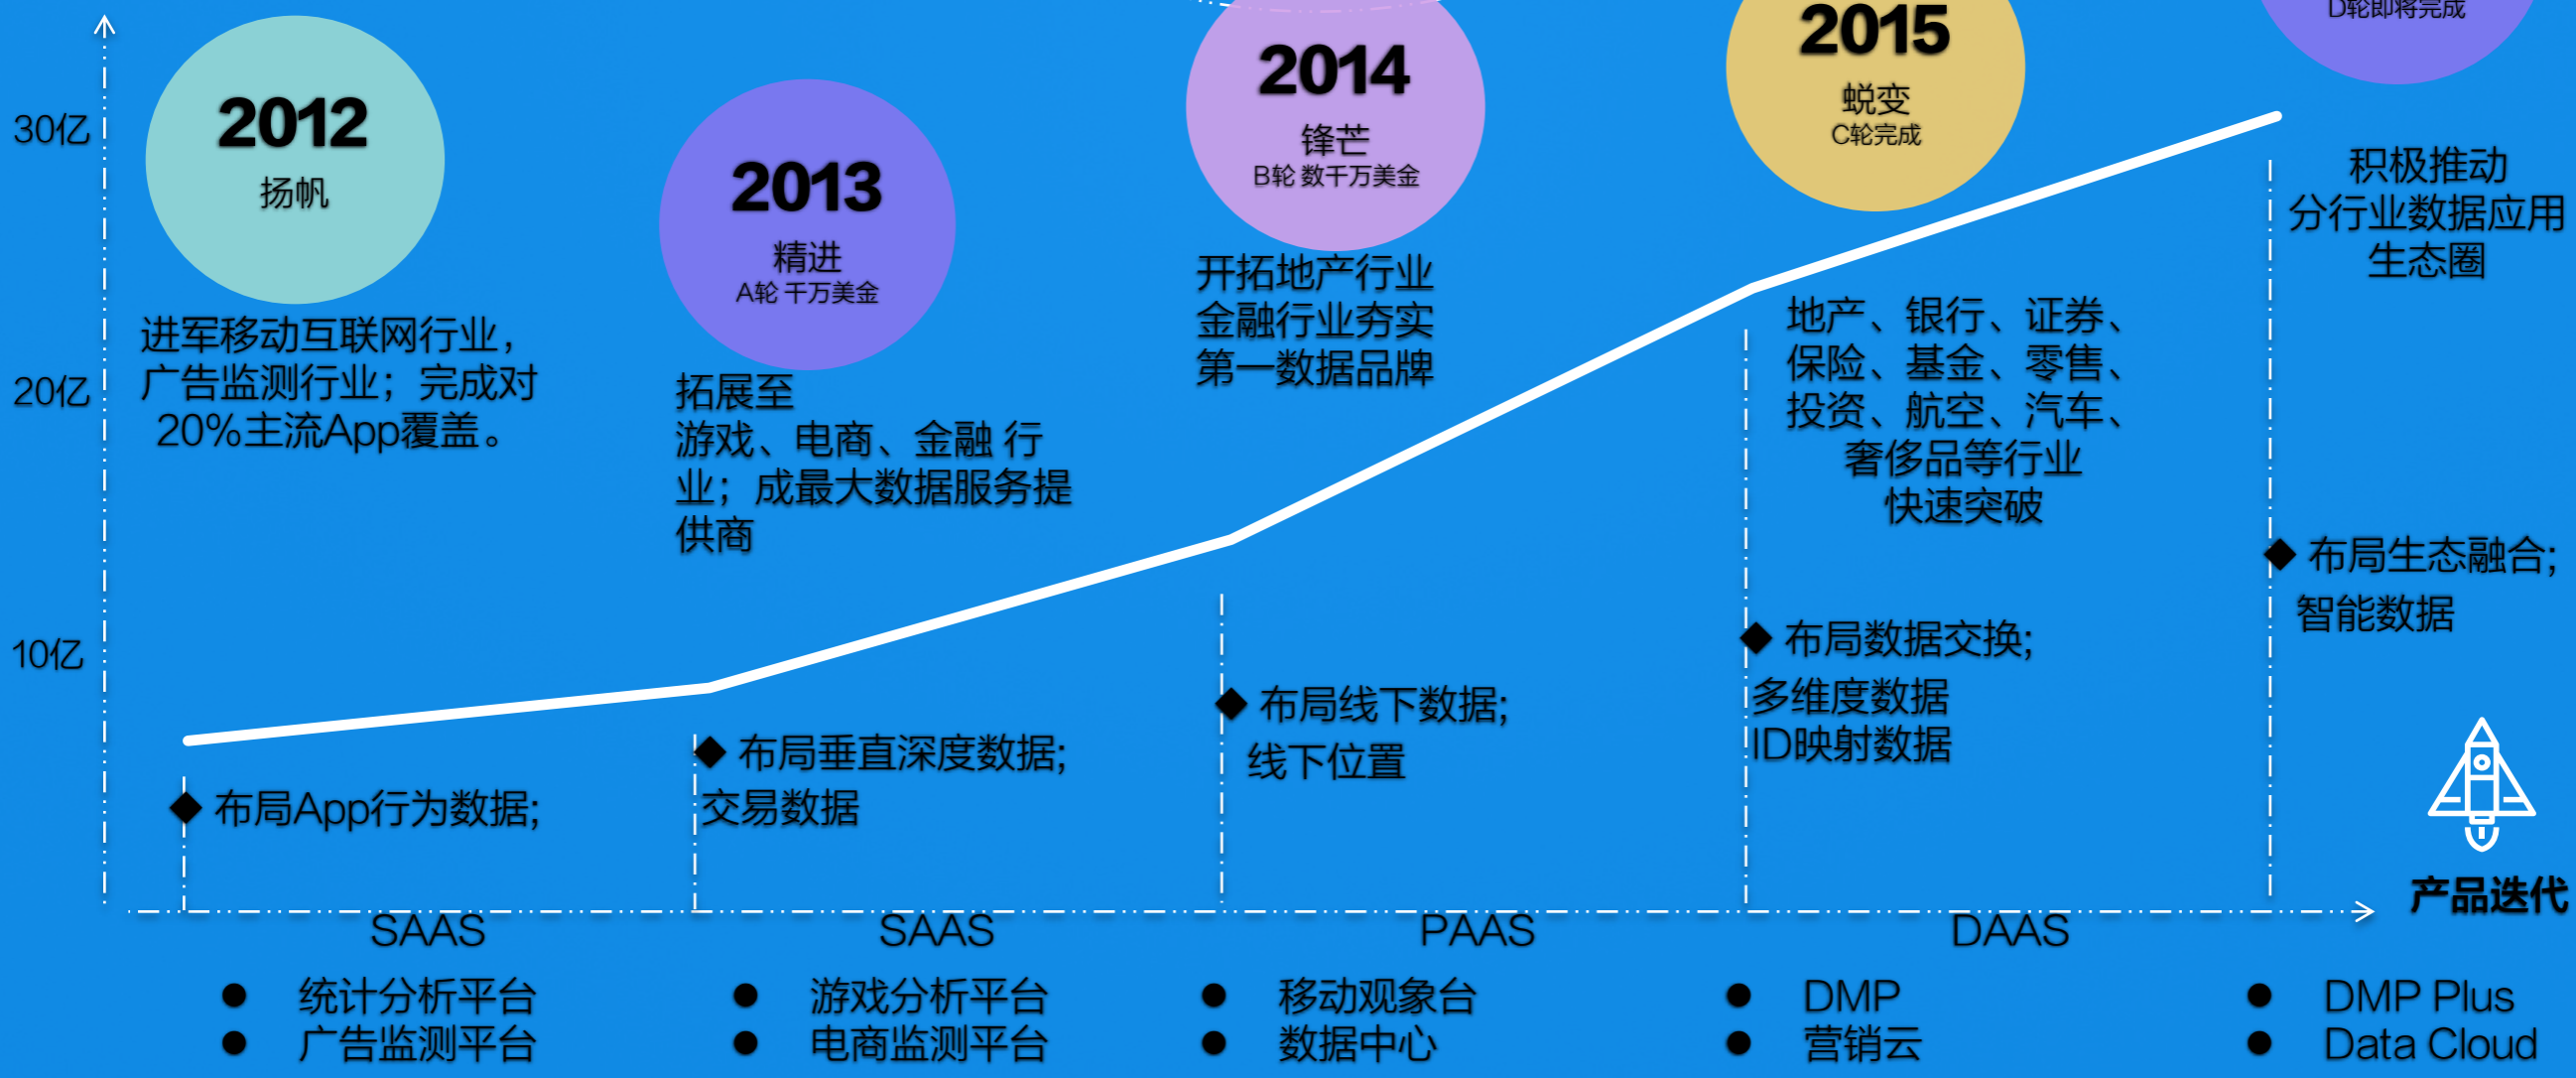 30亿
20亿
10亿
2012
扬帆
进军移动互联网行业，
广告监测行业；完成对
20%主流App覆盖。
2013
精进
A轮 千万美金
拓展至
游戏、电商、金融 行
业；成最大数据服务提
供商
2014
锋芒
B轮 数千万美金
开拓地产行业
金融行业夯实
第一数据品牌
2015
蜕变
C轮完成
地产、银行、证券、
保险、基金、零售、
投资、航空、汽车、
奢侈品等行业
快速突破
D轮即将完成
积极推动
分行业数据应用
生态圈
布局App行为数据;
布局垂直深度数据;
交易数据
布局线下数据;
线下位置
布局数据交换;
多维度数据
ID映射数据
布局生态融合;
智能数据
产品迭代
SAAS
统计分析平台
广告监测平台
SAAS
游戏分析平台
电商监测平台
PAAS
移动观象台
数据中心
DAAS
DMP
营销云
DMP Plus
Data Cloud